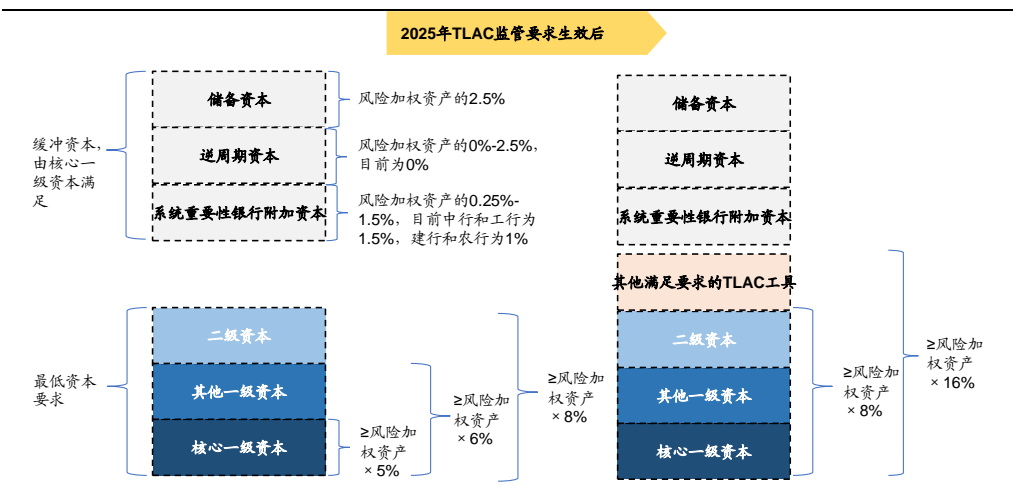 2025年TLAC监管要求生效后
缓冲资本，
由核心一
级资本满
足
储备资本
逆周期资本
系统重要性银行附加资本
风险加权资产的2.5%
风险加权资产的0%-2.5%，
目前为0%
风险加权资产的0.25%-
1.5%，目前中行和工行为
1.5%，建行和农行为1%
最低资本
要求
二级资本
其他一级资本
核心一级资本
≥风险加
权资产
×5%
≥风险加
权资产
×6%
≥风险加
权资产
×8%
储备资本
逆周期资本
系统重要性银行附加资本
其他满足要求的TLAC工具
二级资本
其他一级资本
核心一级资本
≥风险加
权资产
×8%
≥风险加
权资产
×16%